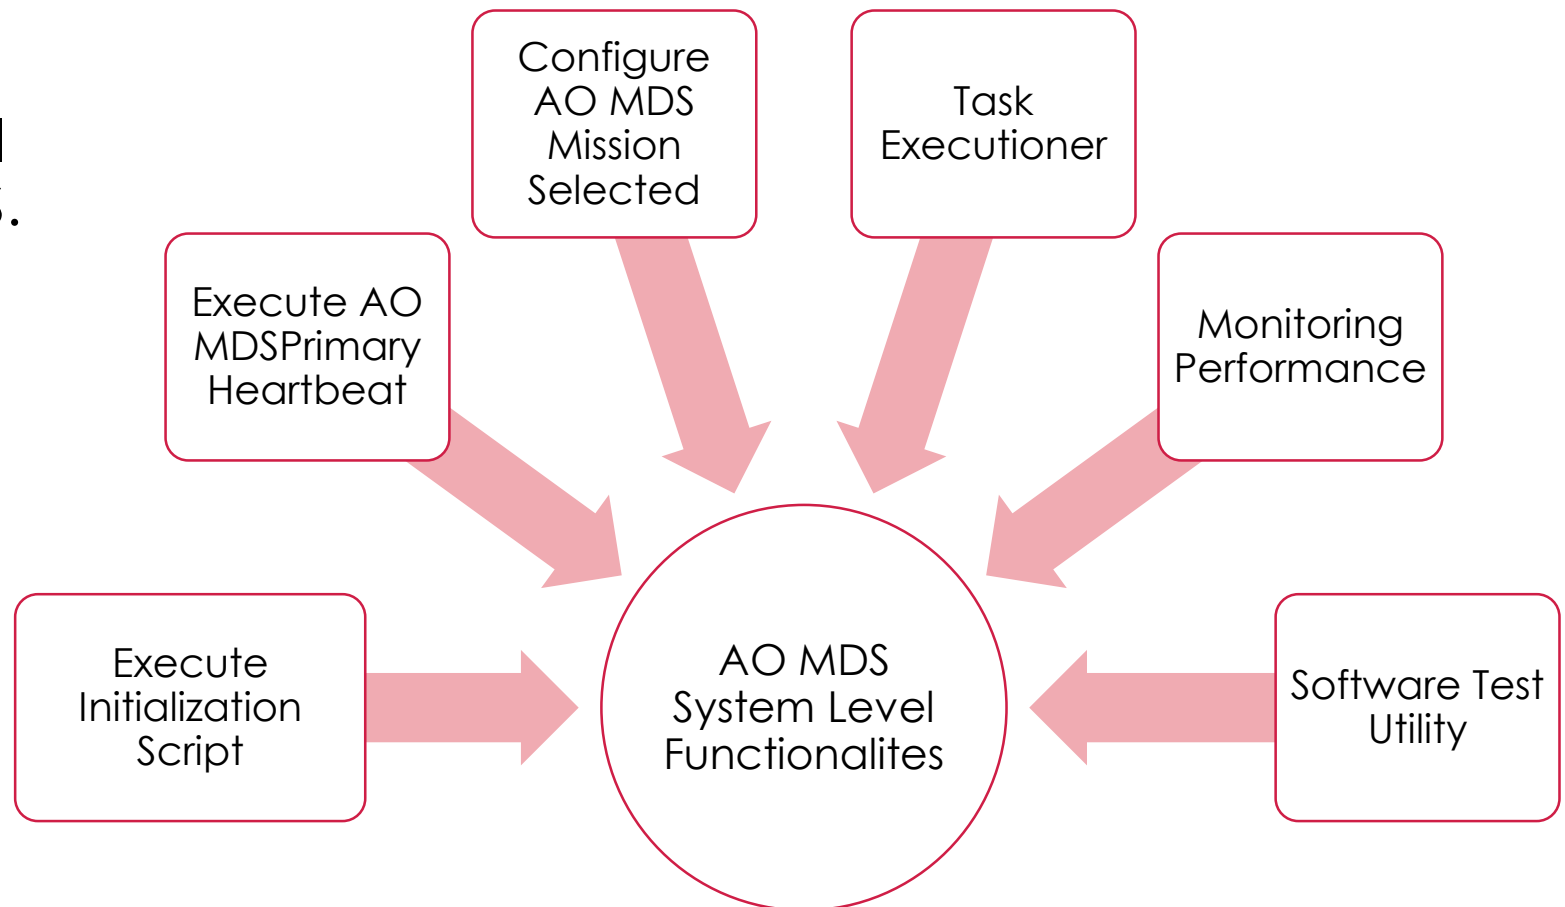 Configure
AO MDS
Mission
Selected
Task
Executioner
Execute AO
MDSPrimary
Heartbeat
Monitoring
Performance
Execute
Initialization
Script
AO MDS
System Level
Functionalites
Software Test
Utility